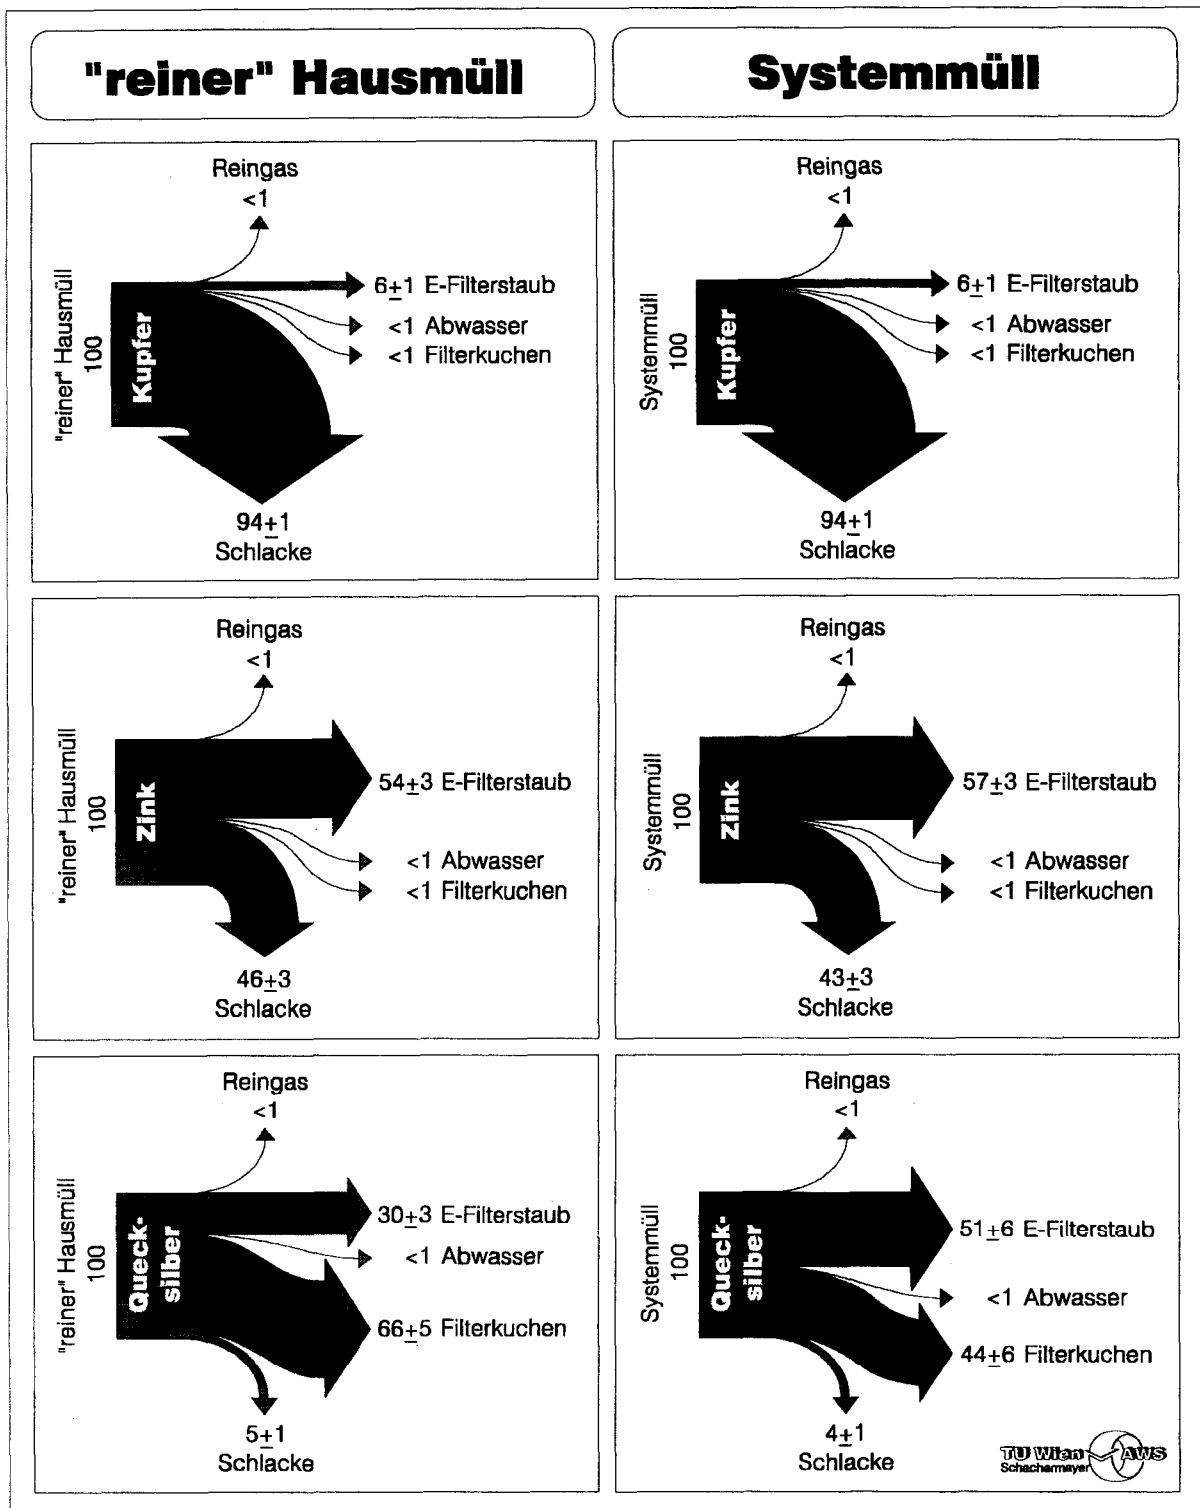 "reiner" Hausmüll
Systemmüll
Reingas
<1
"reiner" Hausmüll
100
Kupfer
6±1 E-Filterstaub
<1 Abwasser
<1 Filterkuchen
94±1
Schlacke
Reingas
<1
Systemmüll
100
Kupfer
6±1 E-Filterstaub
<1 Abwasser
<1 Filterkuchen
94±1
Schlacke
Reingas
<1
"reiner" Hausmüll
100
Zink
54±3 E-Filterstaub
<1 Abwasser
<1 Filterkuchen
46±3
Schlacke
Reingas
<1
Systemmüll
100
Zink
57±3 E-Filterstaub
<1 Abwasser
<1 Filterkuchen
43±3
Schlacke
Reingas
<1
"reiner" Hausmüll
100
Queck-
silber
30±3 E-Filterstaub
<1 Abwasser
66±5 Filterkuchen
5±1
Schlacke
Reingas
<1
Systemmüll
100
Queck-
silber
51±6 E-Filterstaub
<1 Abwasser
44±6 Filterkuchen
4±1
Schlacke
TU Wien AWS
Schachermayer